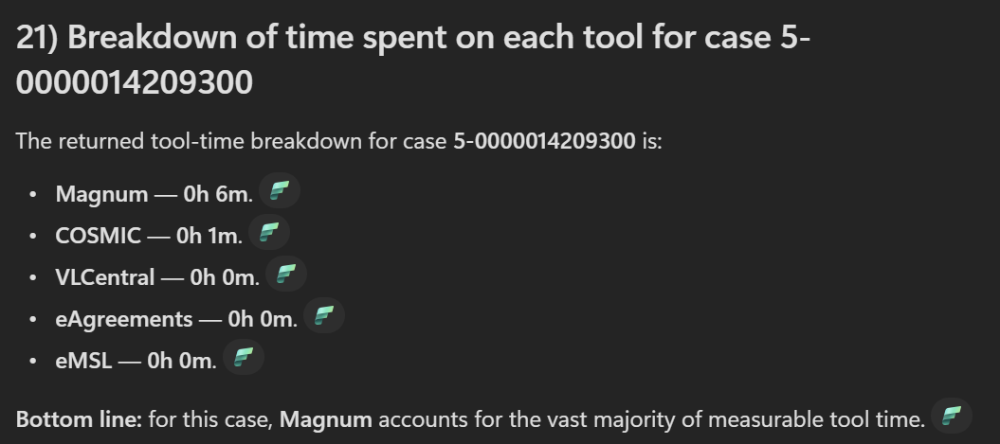 21) Breakdown of time spent on each tool for case 5-
0000014209300
The returned tool-time breakdown for case 5-0000014209300 is:
• Magnum — 0h 6m.
• COSMIC — 0h 1m.
• VLCentral — 0h 0m.
• eAgreements — 0h 0m.
• eMSL — 0h 0m.
Bottom line: for this case, Magnum accounts for the vast majority of measurable tool time.